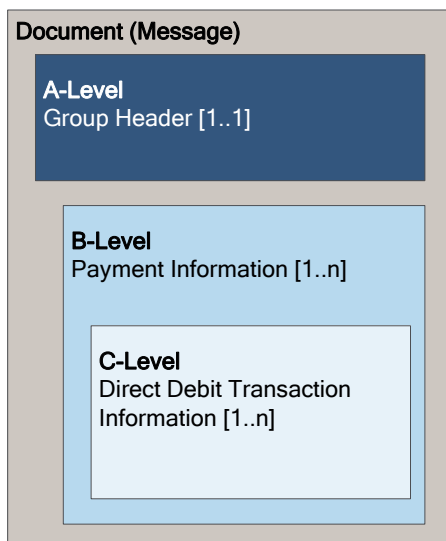 Document (Message)
A-Level
Group Header [1..1]
B-Level
Payment Information [1..n]
C-Level
Direct Debit Transaction
Information [1..n]